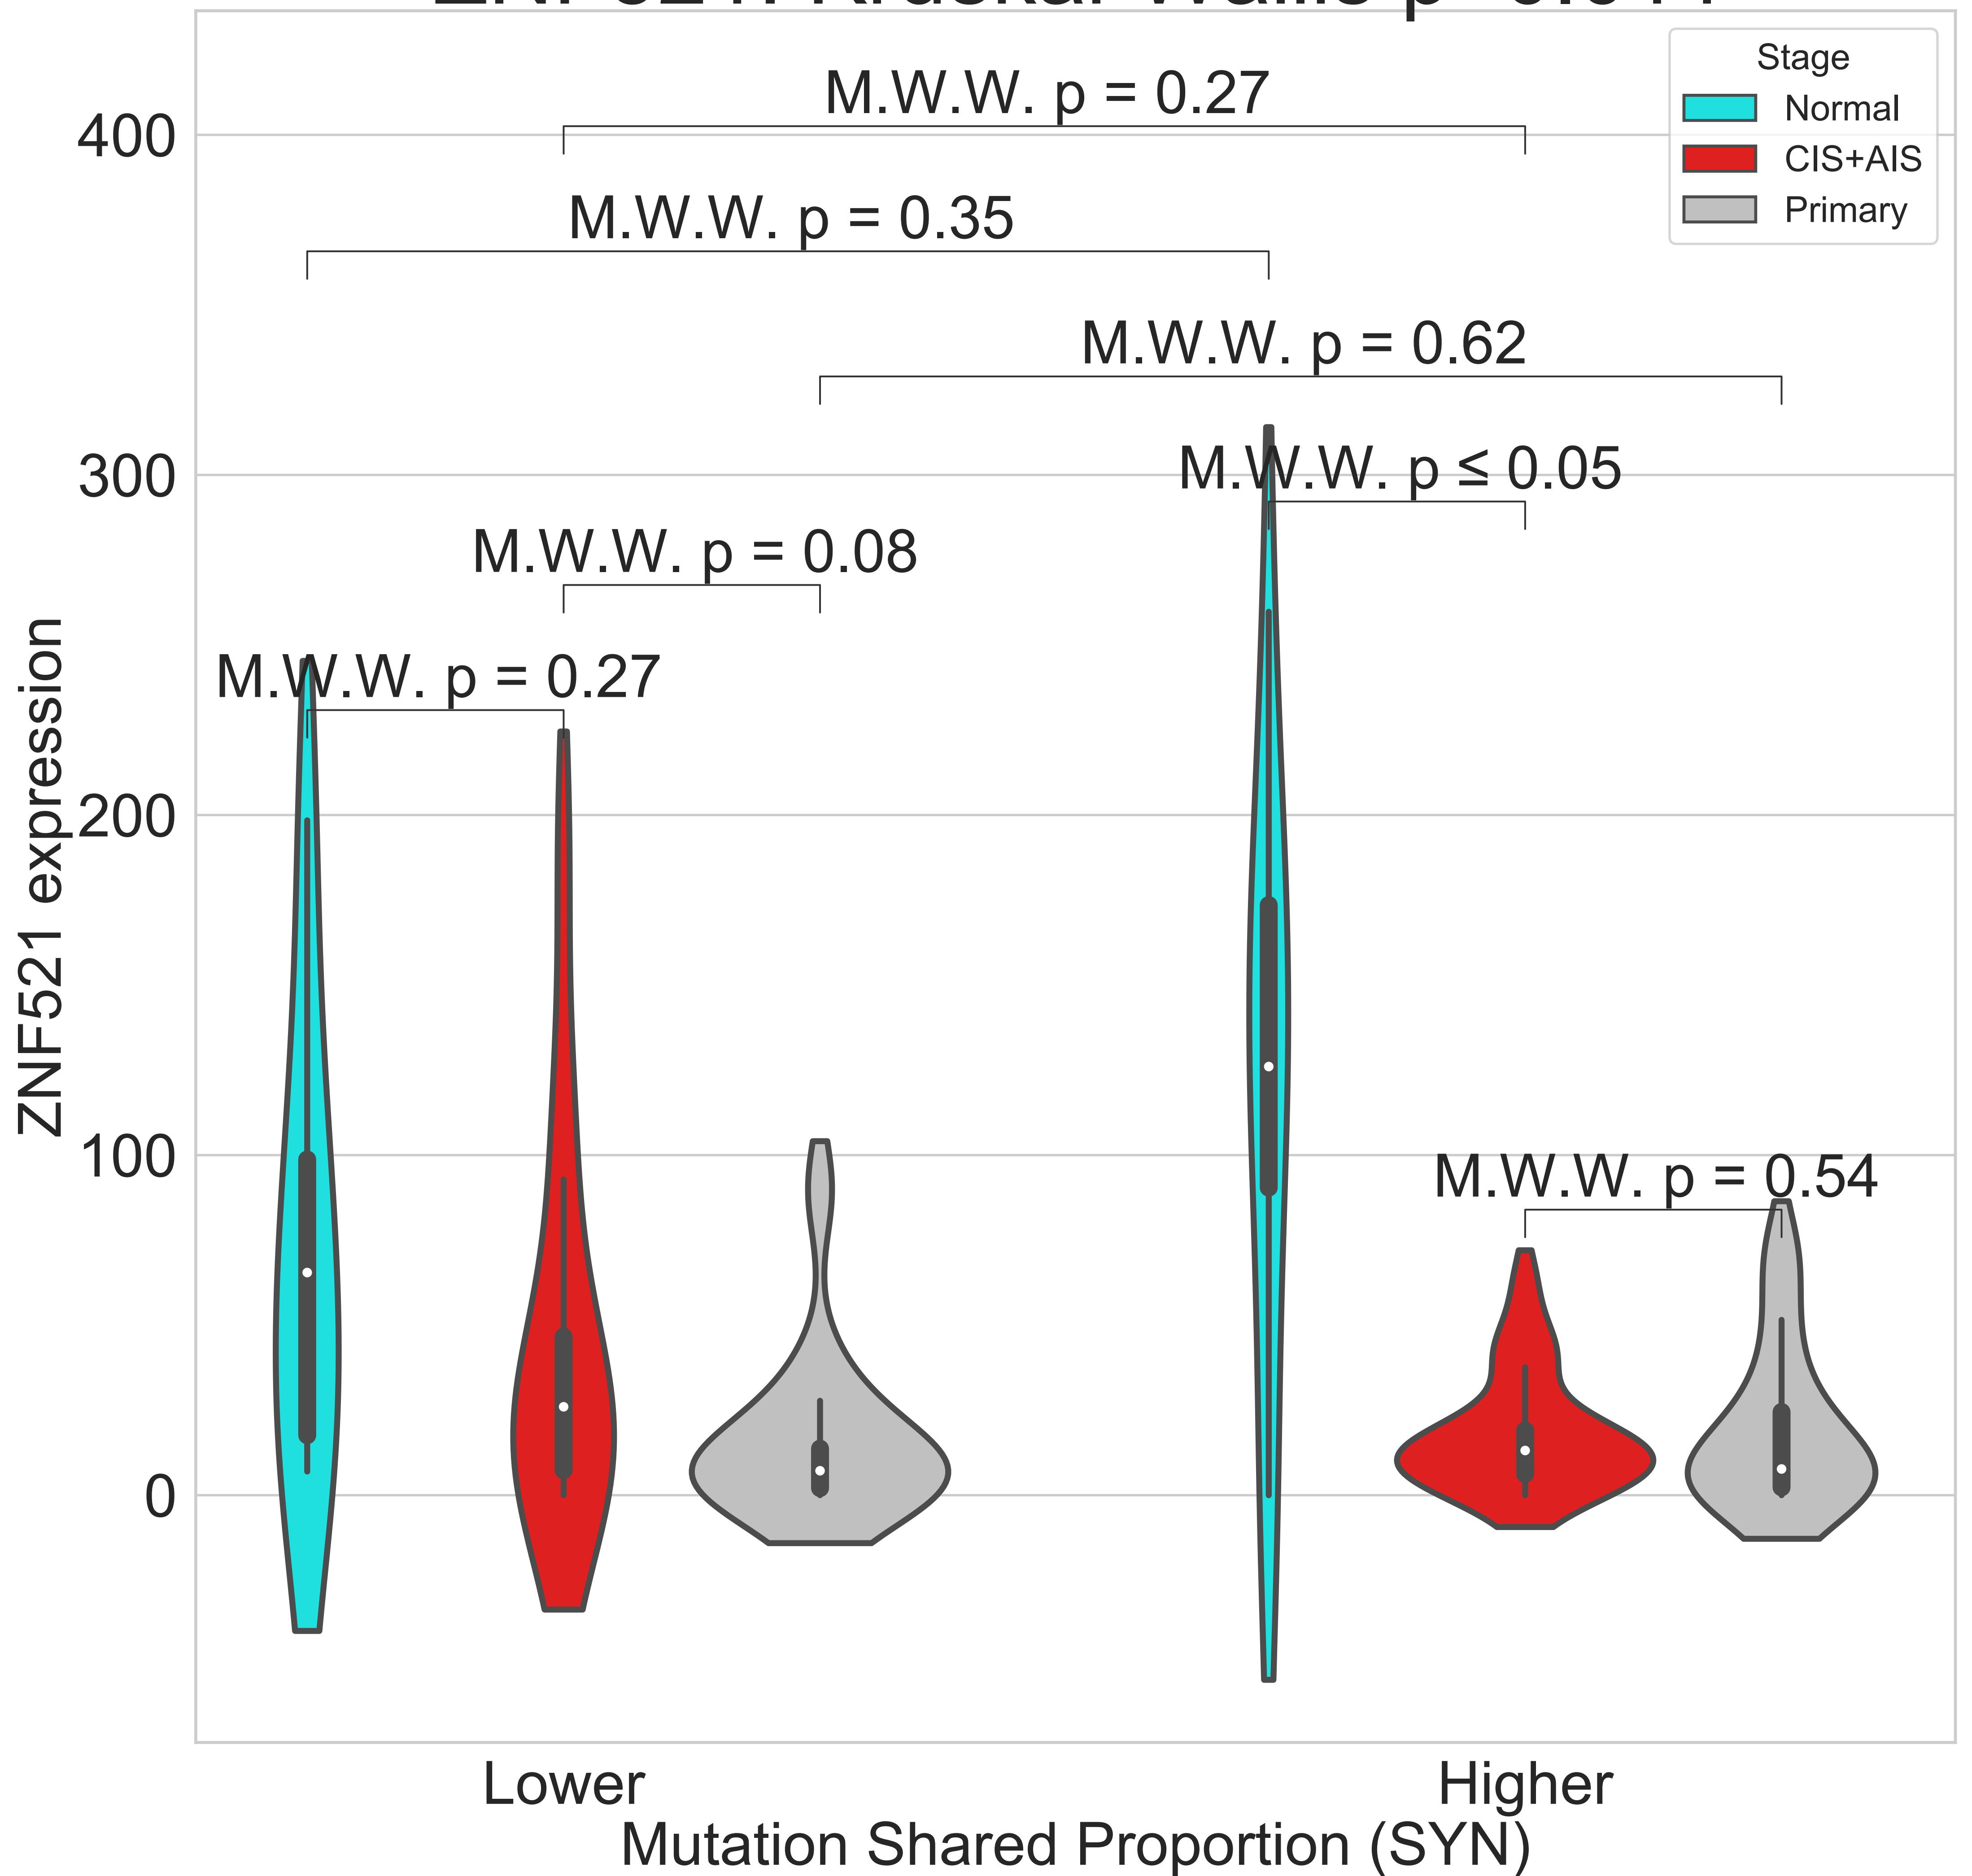 Stage
Normal
CIS+AIS
Primary
M.W.W. p = 0.27
M.W.W. p = 0.35
M.W.W. p = 0.62
M.W.W. p ≤ 0.05
M.W.W. p = 0.08
M.W.W. p = 0.27
M.W.W. p = 0.54
400
300
200
100
0
ZNF521 expression
Lower
Higher
Mutation Shared Proportion (SYN)